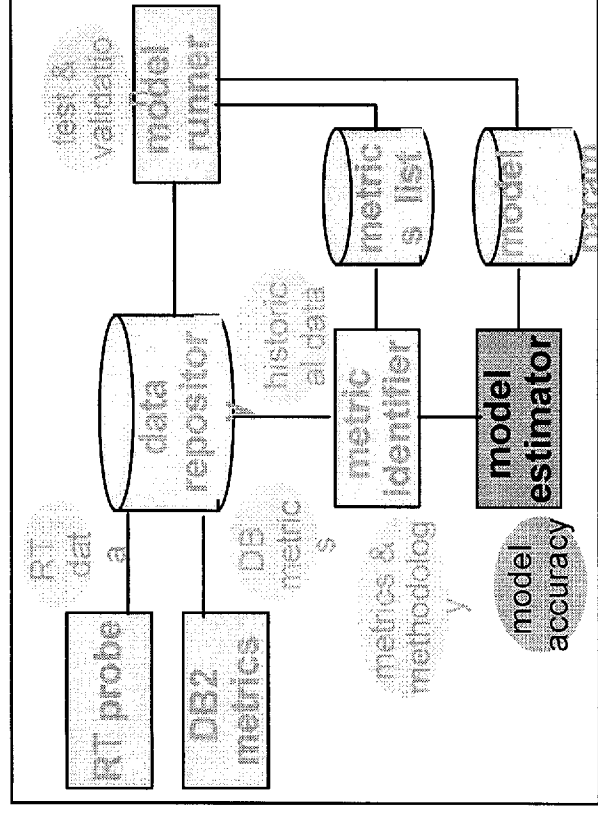 RT probe
DB2
metrics
RT
dat
a
DB
metric
s
data
repositor
y
historic
al data
test &
validatio
model
runner
metrics &
methodolog
y
metric
identifier
metric
s list
model
accuracy
model
estimator
model
param